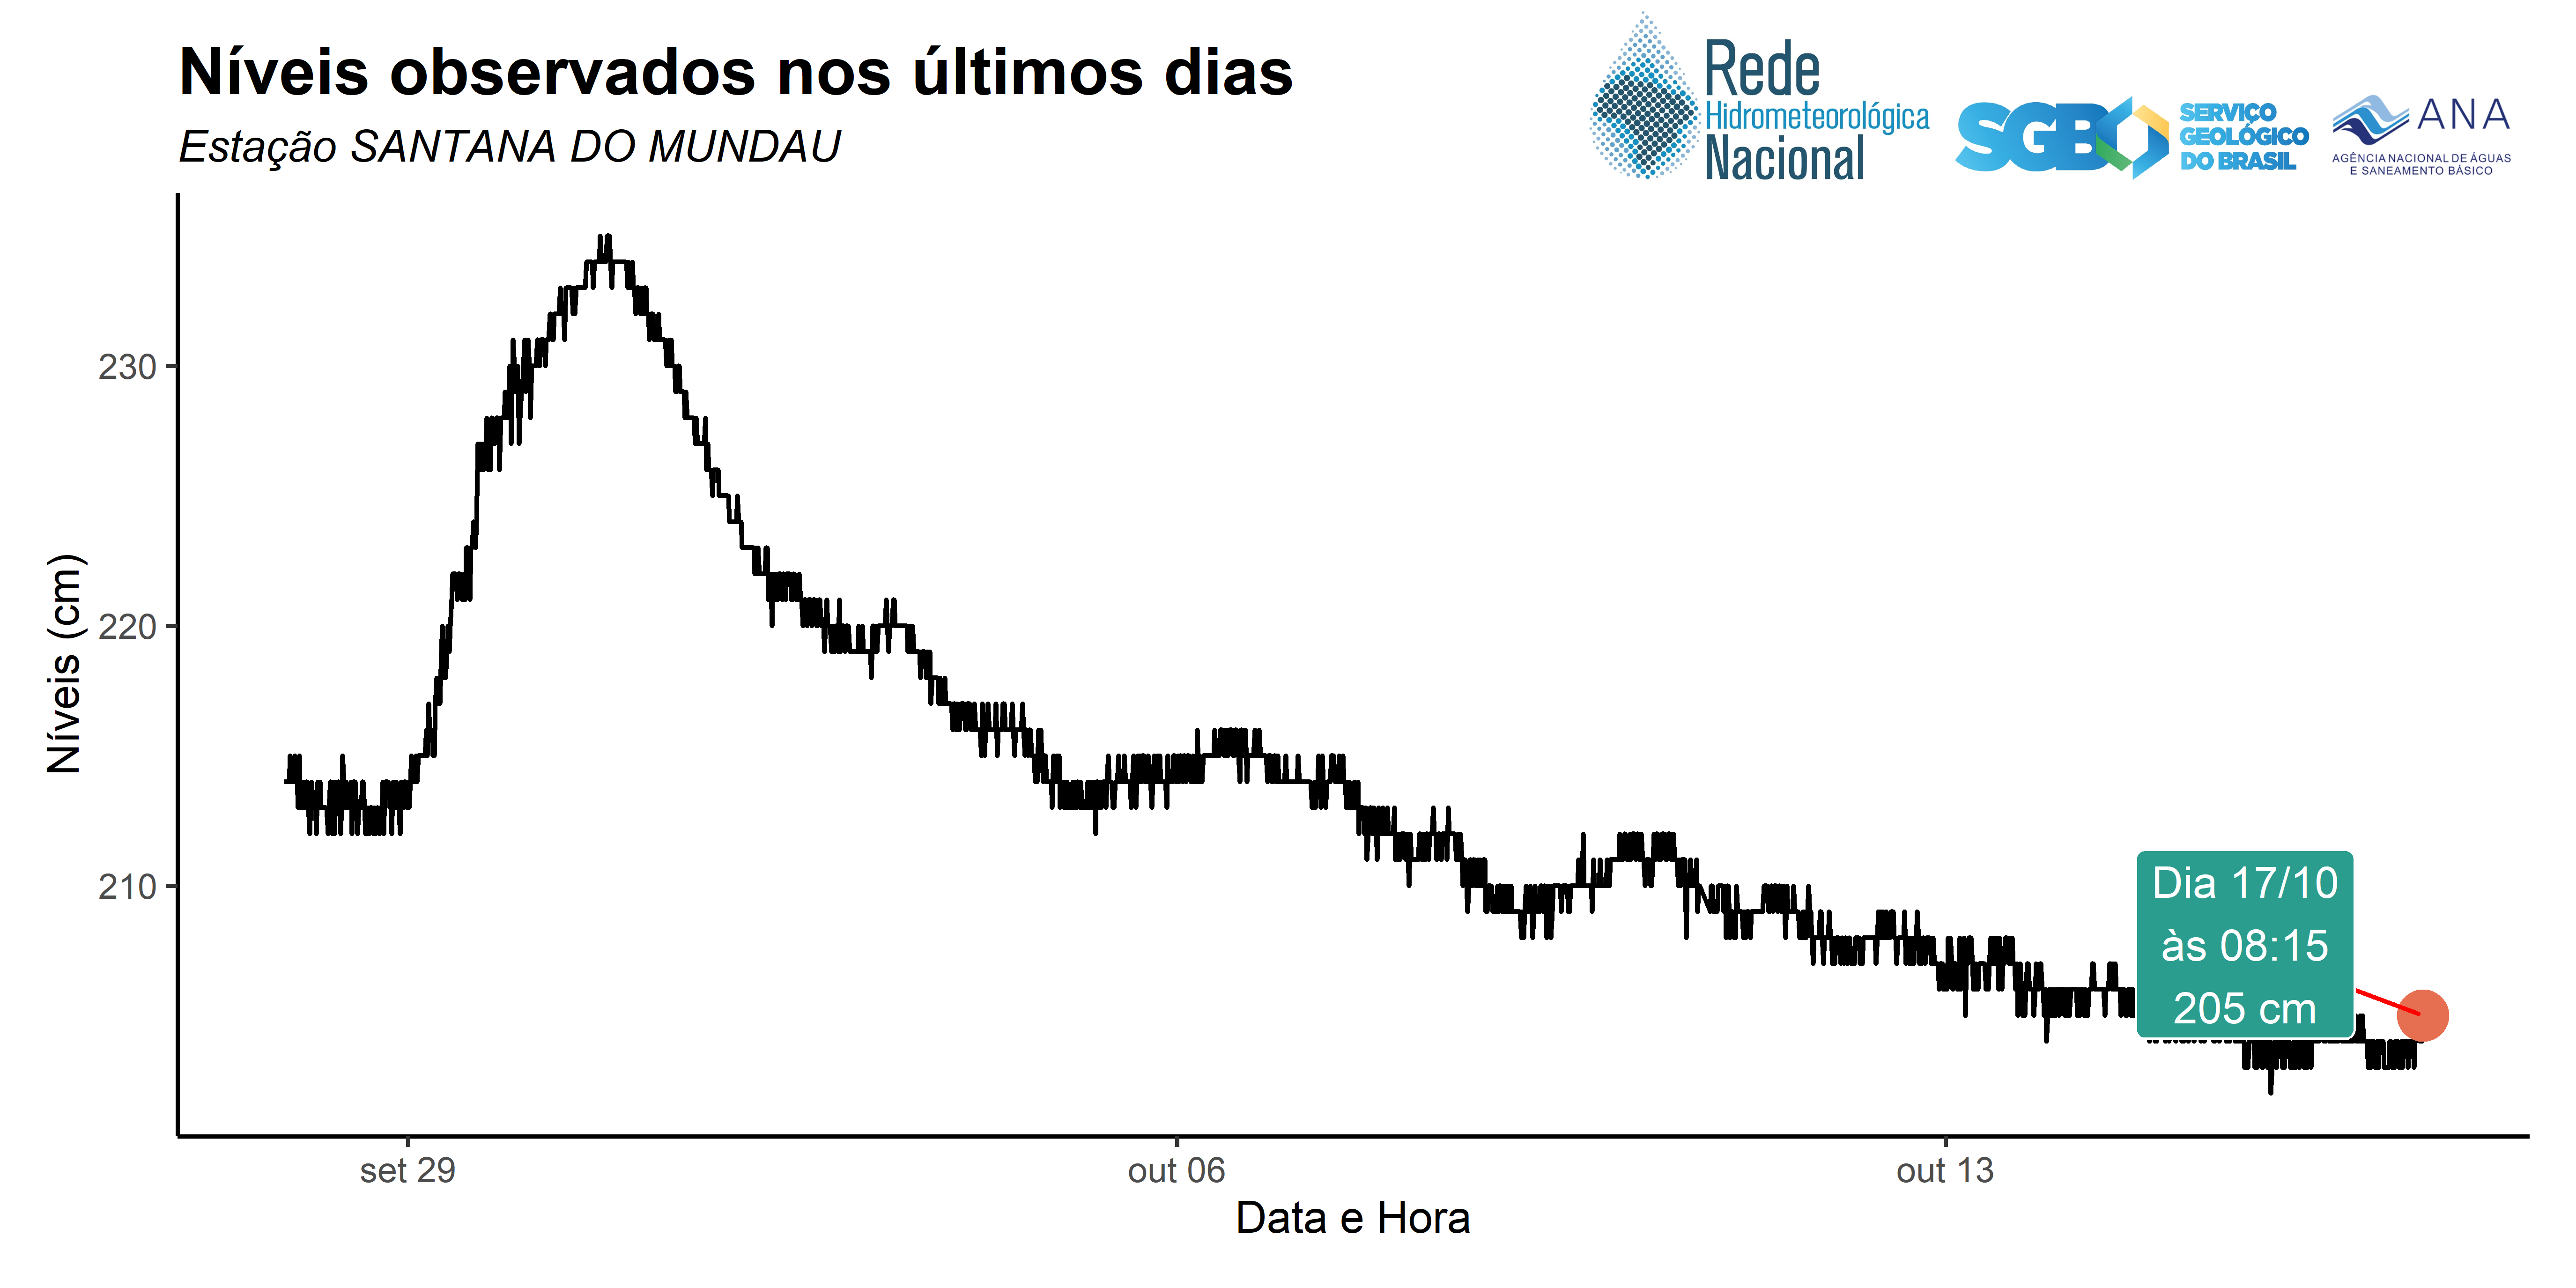 Níveis observados nos últimos dias
Estação SANTANA DO MUNDAU
Rede
Hidrometeorológica
Nacional
SGB
SERVIÇO
GEOLÓGICO
DO BRASIL
ANA
AGÊNCIA NACIONAL DE ÁGUAS
E SANEAMENTO BÁSICO
Níveis (cm)
230
220
210
Dia 17/10
às 08:15
205 cm
set 29
out 06
out 13
Data e Hora